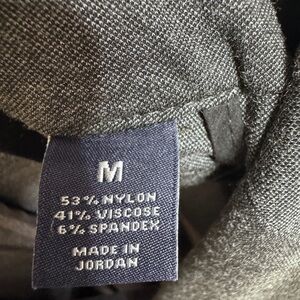 M
53% NYLON
41% VISCOSE
6% SPANDEX
MADE IN
JORDAN